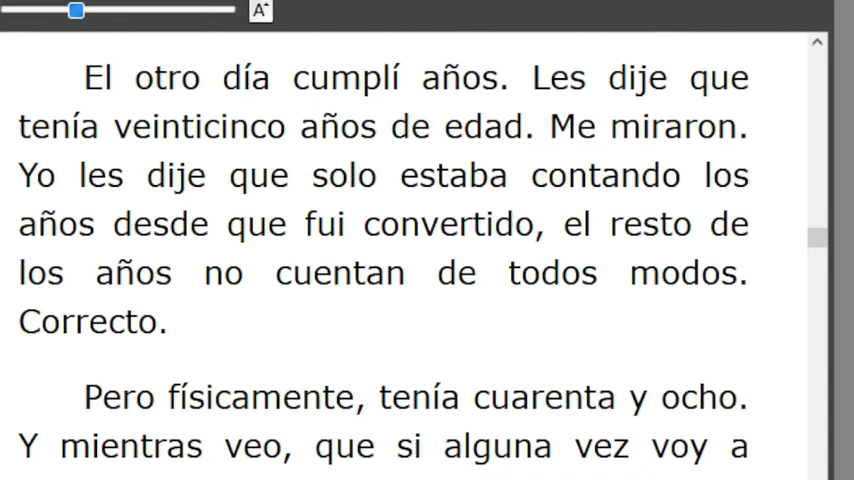 A
El otro día cumplí años. Les dije que
tenía veinticinco años de edad. Me miraron.
Yo les dije que solo estaba contando los
años desde que fui convertido, el resto de
los años no cuentan de todos modos.
Correcto.
Pero físicamente, tenía cuarenta y ocho.
Y mientras veo, que si alguna vez voy a